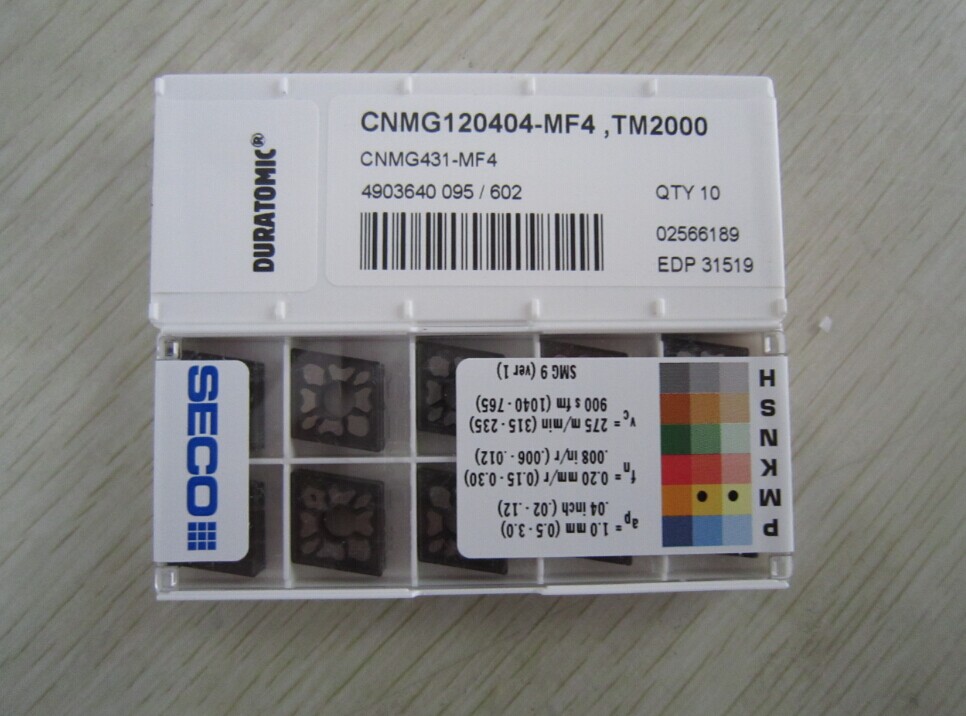 DURATOMIC®
CNMG120404-MF4 ,TM2000
CNMG431-MF4
4903640 095 / 602
QTY 10
02566189
EDP 31519
SECO
P M K N S H
ap = 1.0 mm (0.5 - 3.0)
.04 inch (.02 - .12)
fn = 0.20 mm/r (0.15 - 0.30)
.008 in/r (.006 - .012)
vc = 275 m/min (315 - 235)
900 s fm (1040 - 765)
SMG 9 (ver 1)